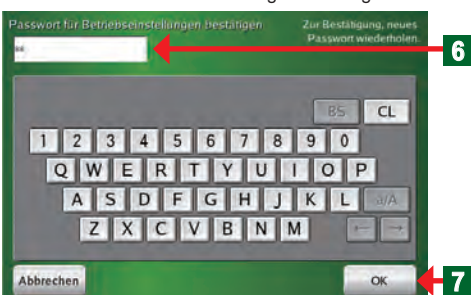 Passwort für Betriebseinstellungen bestätigen
Zur Bestätigung, neues
Passwort wiederholen.
**
6
BS CL
1 2 3 4 5 6 7 8 9 0
Q W E R T Y U I O P
A S D F G H J K L a/A
Z X C V B N M ← →
Abbrechen OK
7